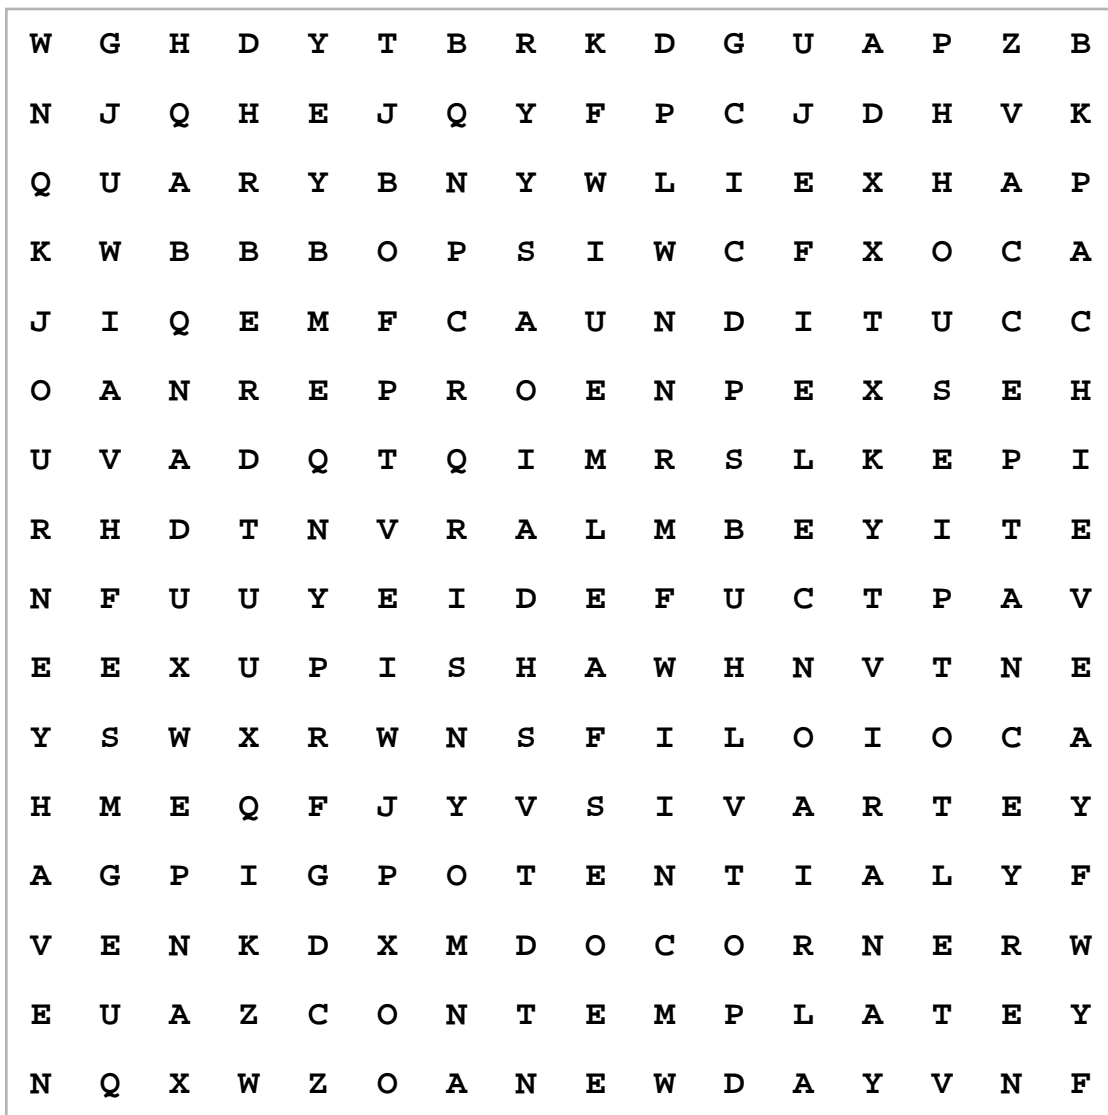 W G H D Y T B R K D G U A P Z B
N J Q H E J Q Y F P C J D H V K
Q U A R Y B N Y W L I E X H A P
K W B B B O P S I W C F X O C A
J I Q E M F C A U N D I T U C C
O A N R E P R O E N P E X S E H
U V A D Q T Q I M R S L K E P I
R H D T N V R A L M B E Y I T E
N F U U Y E I D E F U C T P A V
E E X U P I S H A W H N V T N E
Y S W X R W N S F I L O I O C A
H M E Q F J Y V S I V A R T E Y
A G P I G P O T E N T I A L Y F
V E N K D X M D O C O R N E R W
E U A Z C O N T E M P L A T E Y
N Q X W Z O A N E W D A Y V N F